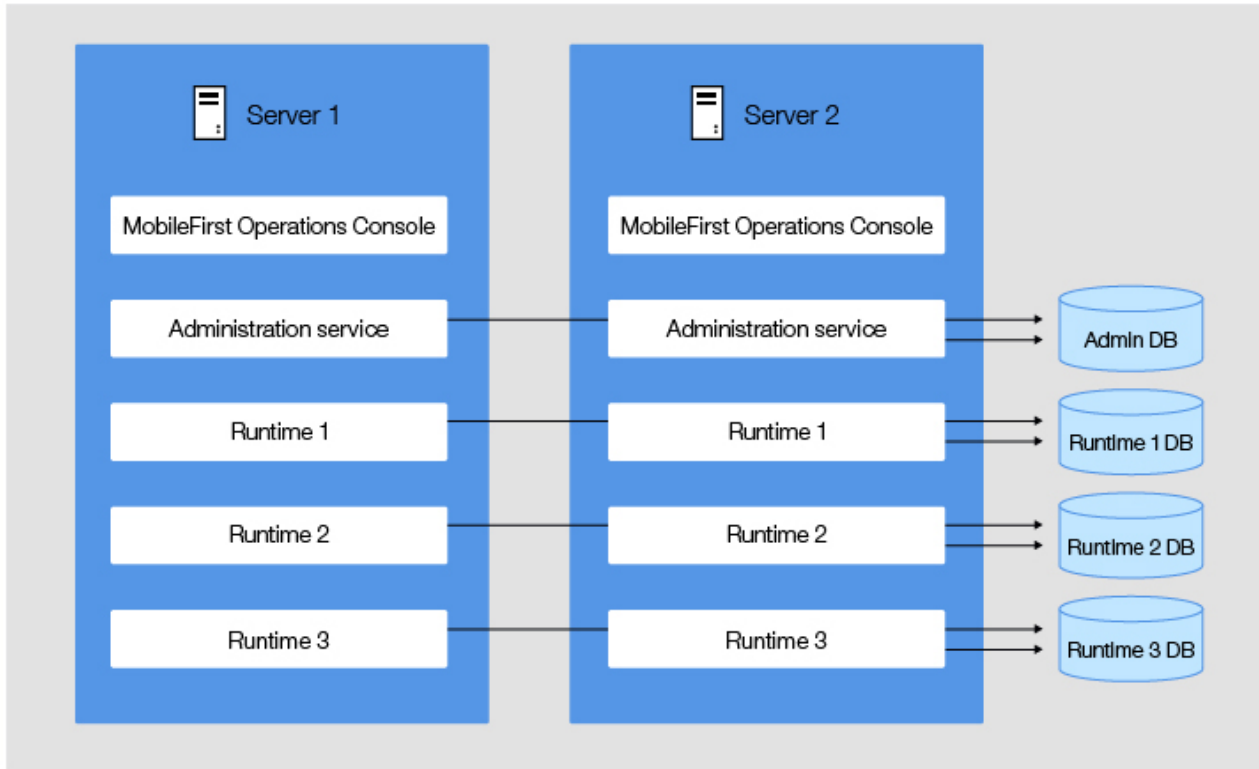 Server 1
MobileFirst Operations Console
Administration service
Runtime 1
Runtime 2
Runtime 3
Server 2
MobileFirst Operations Console
Administration service
Runtime 1
Runtime 2
Runtime 3
Admin DB
Runtime 1 DB
Runtime 2 DB
Runtime 3 DB